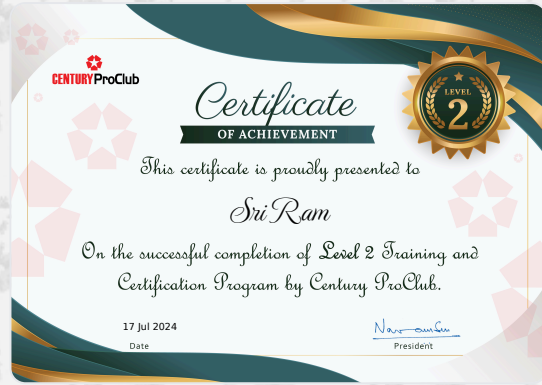 CENTURY ProClub
LEVEL
2
Certificate
OF ACHIEVEMENT
This certificate is proudly presented to
Sri Ram
On the successful completion of Level 2 Training and
Certification Program by Century ProClub.
17 Jul 2024
Date
President